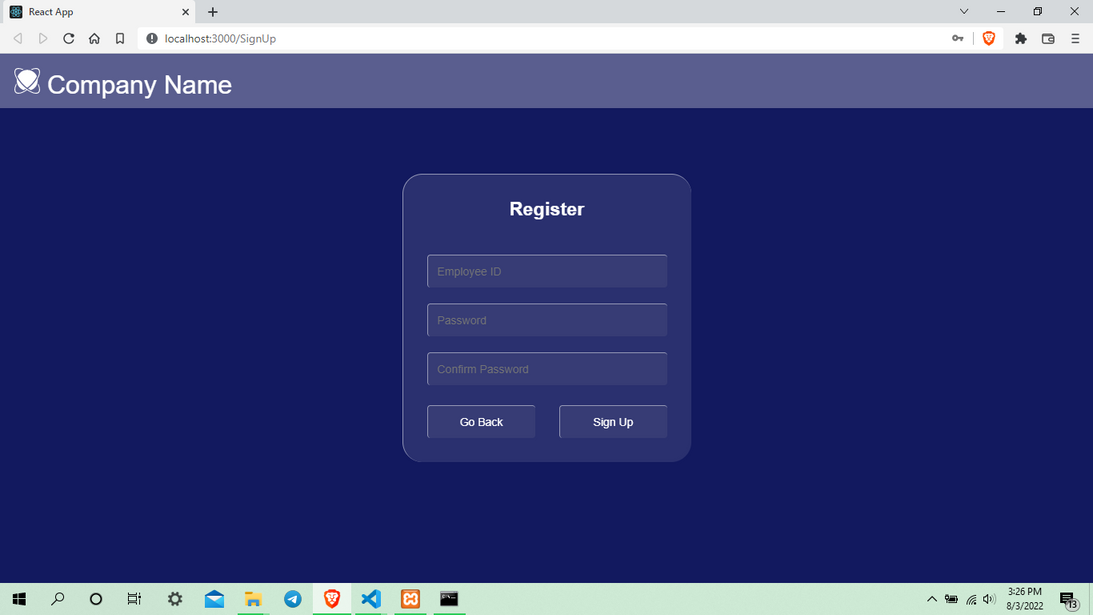 React App
localhost:3000/SignUp
Company Name
Register
Employee ID
Password
Confirm Password
Go Back
Sign Up
3:26 PM
8/3/2022
13